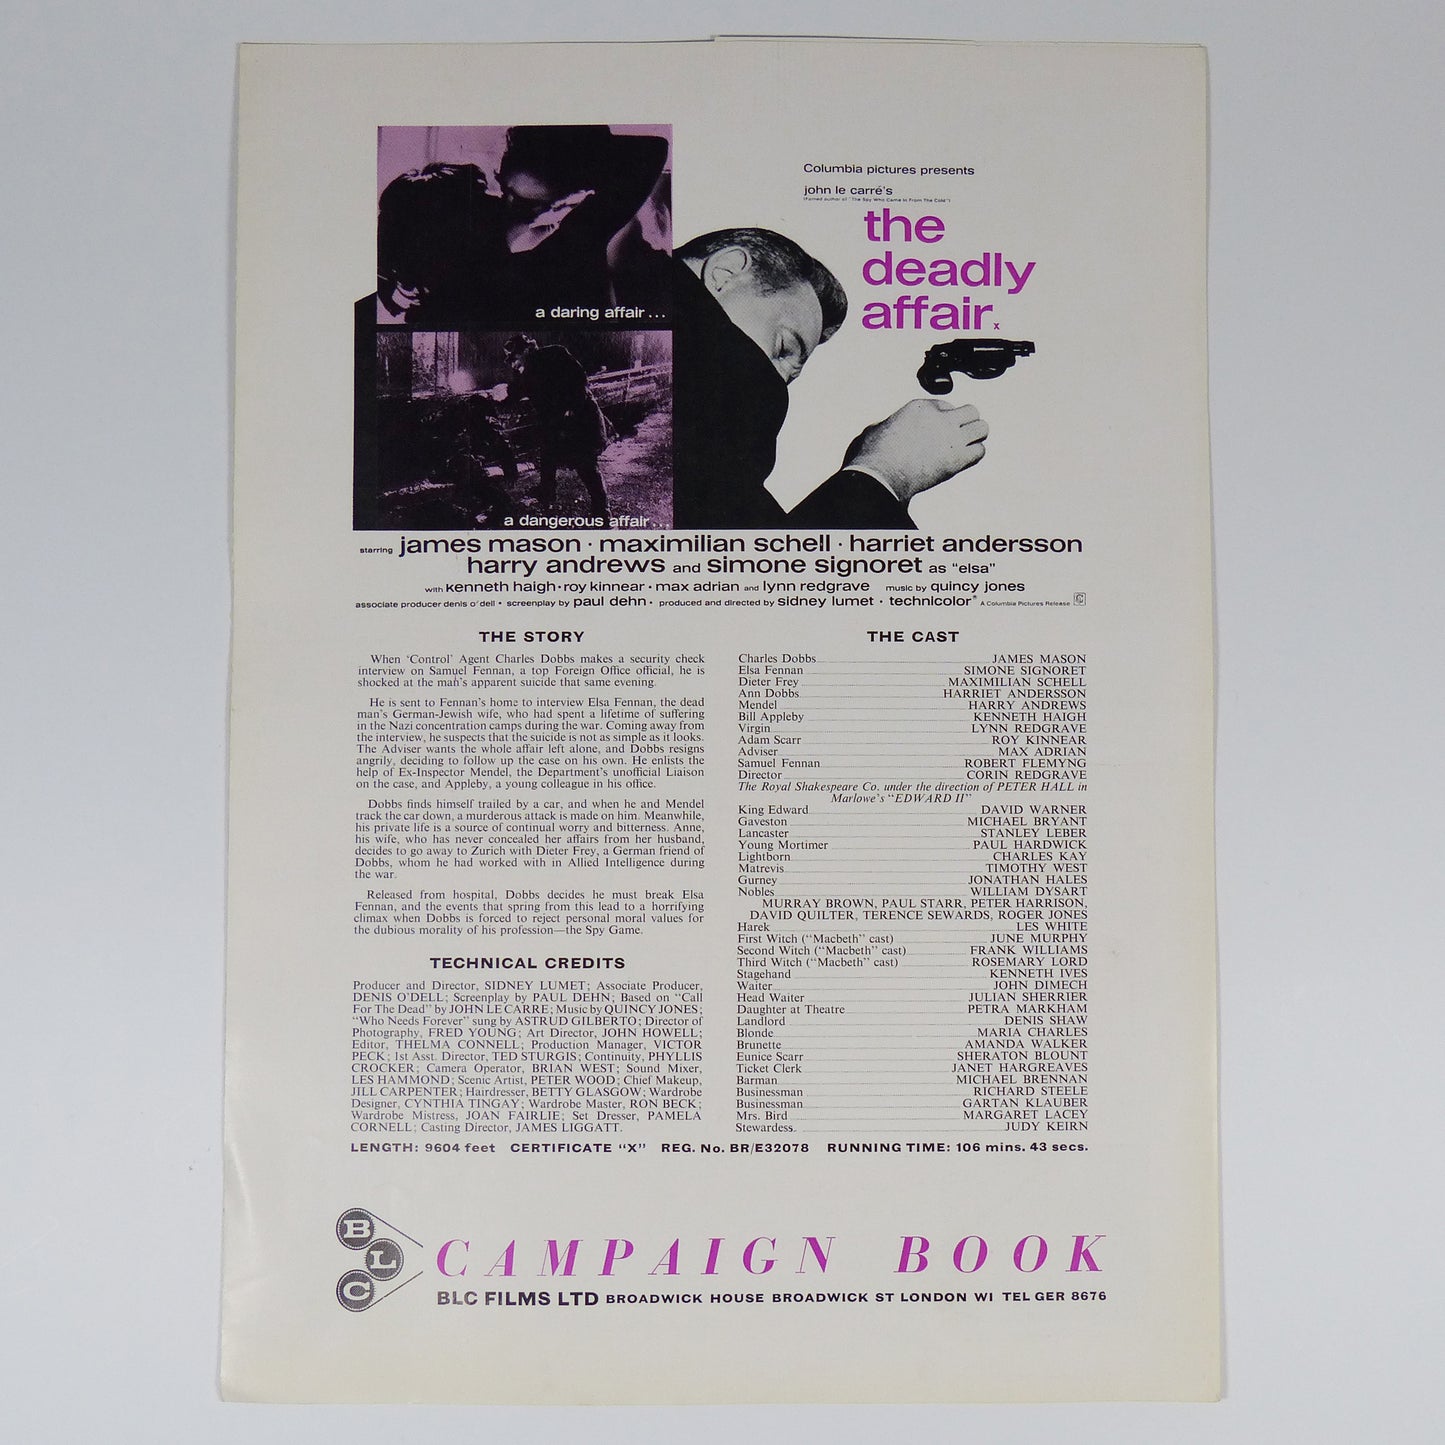 Columbia pictures presents
john le carré's
(Famed author of "The Spy Who Came In From The Cold")
the
deadly
affair x
a daring affair...
a dangerous affair...
starring james mason · maximilian schell · harriet andersson
harry andrews and simone signoret as "elsa"
with kenneth haigh · roy kinnear · max adrian and lynn redgrave music by quincy jones
associate producer denis o'dell • screenplay by paul dehn · produced and directed by sidney lumet · technicolor® A Columbia Pictures Release
THE STORY
When 'Control' Agent Charles Dobbs makes a security check
interview on Samuel Fennan, a top Foreign Office official, he is
shocked at the man's apparent suicide that same evening.
He is sent to Fennan's home to interview Elsa Fennan, the dead
man's German-Jewish wife, who had spent a lifetime of suffering
in the Nazi concentration camps during the war. Coming away from
the interview, he suspects that the suicide is not as simple as it looks.
The Adviser wants the whole affair left alone, and Dobbs resigns
angrily, deciding to follow up the case on his own. He enlists the
help of Ex-Inspector Mendel, the Department's unofficial Liaison
on the case, and Appleby, a young colleague in his office.
Dobbs finds himself trailed by a car, and when he and Mendel
track the car down, a murderous attack is made on him. Meanwhile,
his private life is a source of continual worry and bitterness. Anne,
his wife, who has never concealed her affairs from her husband,
decides to go away to Zurich with Dieter Frey, a German friend of
Dobbs, whom he had worked with in Allied Intelligence during
the war.
Released from hospital, Dobbs decides he must break Elsa
Fennan, and the events that spring from this lead to a horrifying
climax when Dobbs is forced to reject personal moral values for
the dubious morality of his profession—the Spy Game.
TECHNICAL CREDITS
Producer and Director, SIDNEY LUMET; Associate Producer,
DENIS O'DELL; Screenplay by PAUL DEHN; Based on "Call
For The Dead" by JOHN LE CARRE; Music by QUINCY JONES;
"Who Needs Forever" sung by ASTRUD GILBERTO; Director of
Photography, FRED YOUNG; Art Director, JOHN HOWELL;
Editor, THELMA CONNELL; Production Manager, VICTOR
PECK; 1st Asst. Director, TED STURGIS; Continuity, PHYLLIS
CROCKER; Camera Operator, BRIAN WEST; Sound Mixer,
LES HAMMOND; Scenic Artist, PETER WOOD; Chief Makeup,
JILL CARPENTER; Hairdresser, BETTY GLASGOW; Wardrobe
Designer, CYNTHIA TINGAY; Wardrobe Master, RON BECK;
Wardrobe Mistress, JOAN FAIRLIE; Set Dresser, PAMELA
CORNELL; Casting Director, JAMES LIGGATT.
THE CAST
Charles Dobbs JAMES MASON
Elsa Fennan SIMONE SIGNORET
Dieter Frey MAXIMILIAN SCHELL
Ann Dobbs HARRIET ANDERSSON
Mendel HARRY ANDREWS
Bill Appleby KENNETH HAIGH
Virgin LYNN REDGRAVE
Adam Scarr ROY KINNEAR
Adviser MAX ADRIAN
Samuel Fennan ROBERT FLEMYNG
Director CORIN REDGRAVE
The Royal Shakespeare Co. under the direction of PETER HALL in
Marlowe's "EDWARD II"
King Edward DAVID WARNER
Gaveston MICHAEL BRYANT
Lancaster STANLEY LEBER
Young Mortimer PAUL HARDWICK
Lightborn CHARLES KAY
Matrevis TIMOTHY WEST
Gurney JONATHAN HALES
Nobles WILLIAM DYSART
MURRAY BROWN, PAUL STARR, PETER HARRISON,
DAVID QUILTER, TERENCE SEWARDS, ROGER JONES
Harek LES WHITE
First Witch ("Macbeth" cast) JUNE MURPHY
Second Witch ("Macbeth" cast) FRANK WILLIAMS
Third Witch ("Macbeth" cast) ROSEMARY LORD
Stagehand KENNETH IVES
Waiter JOHN DIMECH
Head Waiter JULIAN SHERRIER
Daughter at Theatre PETRA MARKHAM
Landlord DENIS SHAW
Blonde MARIA CHARLES
Brunette AMANDA WALKER
Eunice Scarr SHERATON BLOUNT
Ticket Clerk JANET HARGREAVES
Barman MICHAEL BRENNAN
Businessman RICHARD STEELE
Businessman GARTAN KLAUBER
Mrs. Bird MARGARET LACEY
Stewardess. JUDY KEIRN
LENGTH: 9604 feet CERTIFICATE "X" REG. No. BR/E32078 RUNNING TIME: 106 mins. 43 secs.
BLC
CAMPAIGN BOOK
BLC FILMS LTD BROADWICK HOUSE BROADWICK ST LONDON W1 TEL GER 8676